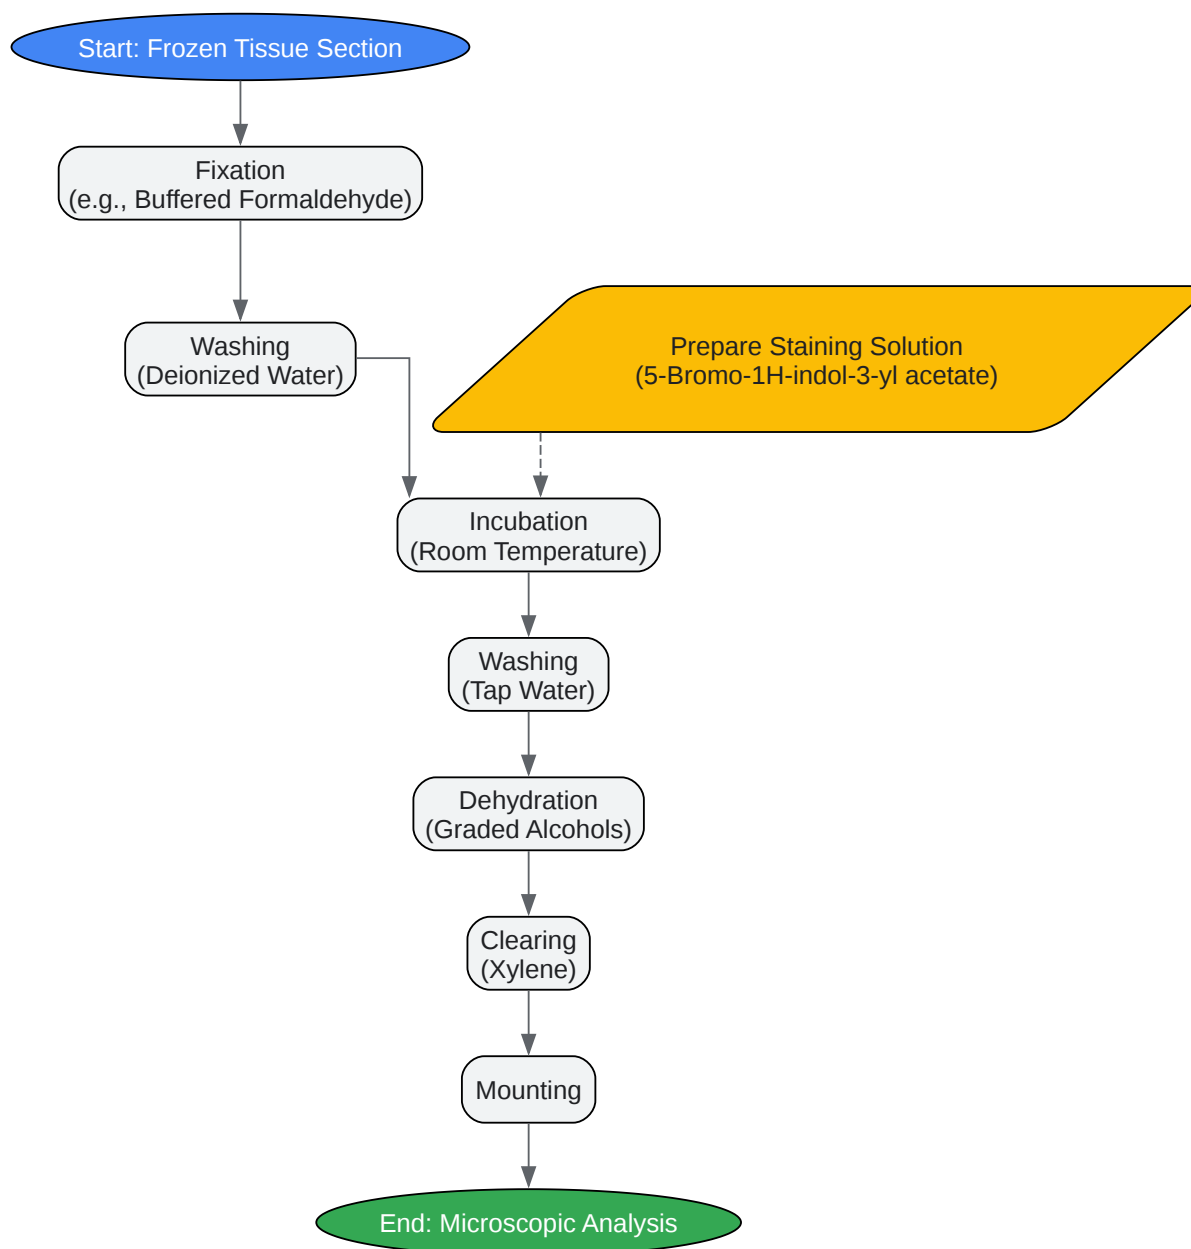 Start: Frozen Tissue Section
Fixation
(e.g., Buffered Formaldehyde)
Washing
(Deionized Water)
Prepare Staining Solution
(5-Bromo-1H-indol-3-yl acetate)
Incubation
(Room Temperature)
Washing
(Tap Water)
Dehydration
(Graded Alcohols)
Clearing
(Xylene)
Mounting
End: Microscopic Analysis